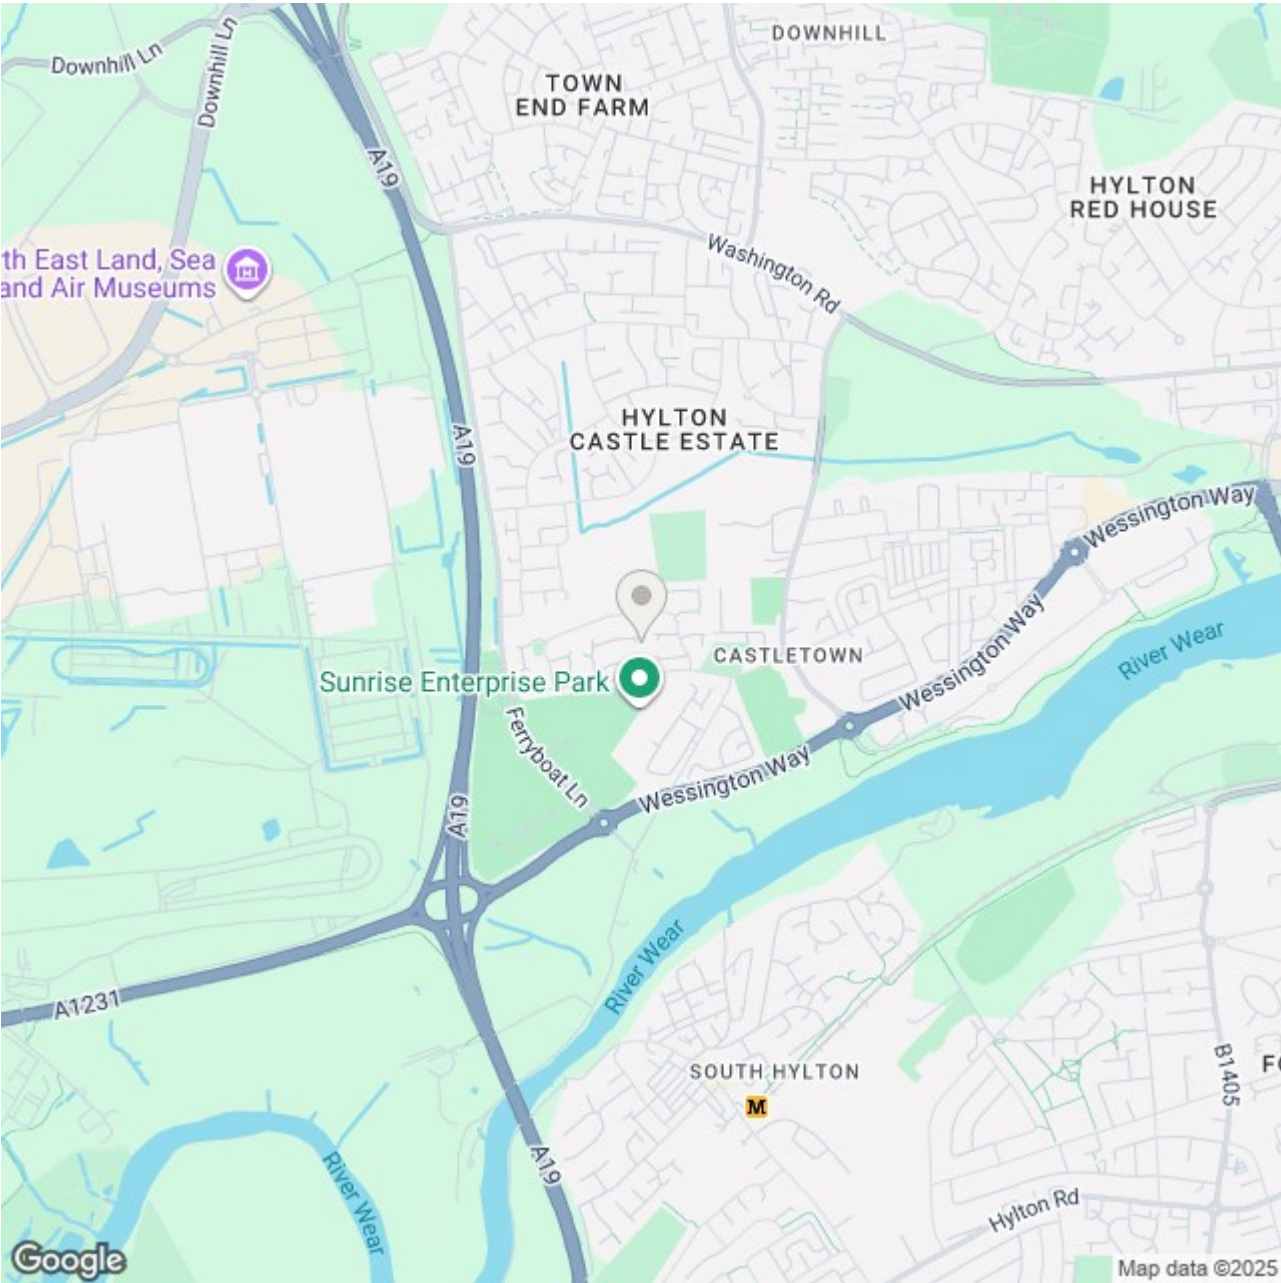 DOWNHILL
Downhill Ln
Downhill Ln
TOWN
END FARM
A19
HYLTON
RED HOUSE
Washington Rd
th East Land, Sea
and Air Museums
HYLTON
CASTLE ESTATE
A19
Wessington Way
Wessington Way
River Wear
CASTLETOWN
Sunrise Enterprise Park
Ferryboat Ln
Wessington Way
A19
River Wear
A1231
SOUTH HYLTON
M
B1405
FO
A19
River Wear
Hylton Rd
Google
Map data ©2025